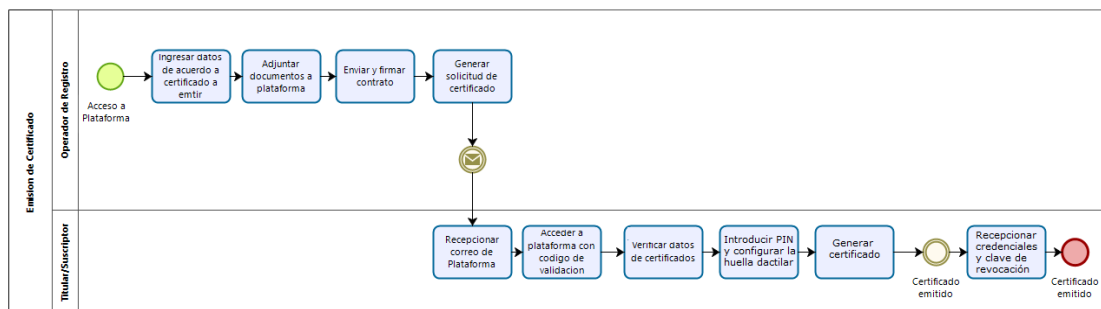 Emision de Certificado
Operador de Registro
Acceso a
Plataforma
Ingresar datos
de acuerdo a
certificado a
emtir
Adjuntar
documentos a
plataforma
Enviar y firmar
contrato
Generar
solicitud de
certificado
Titular/Suscriptor
Recepcionar
correo de
Plataforma
Acceder a
plataforma con
codigo de
validacion
Verificar datos
de certificados
Introducir PIN
y configurar la
huella dactilar
Generar
certificado
Certificado
emitido
Recepcionar
credenciales
y clave de
revocación
Certificado
emitido